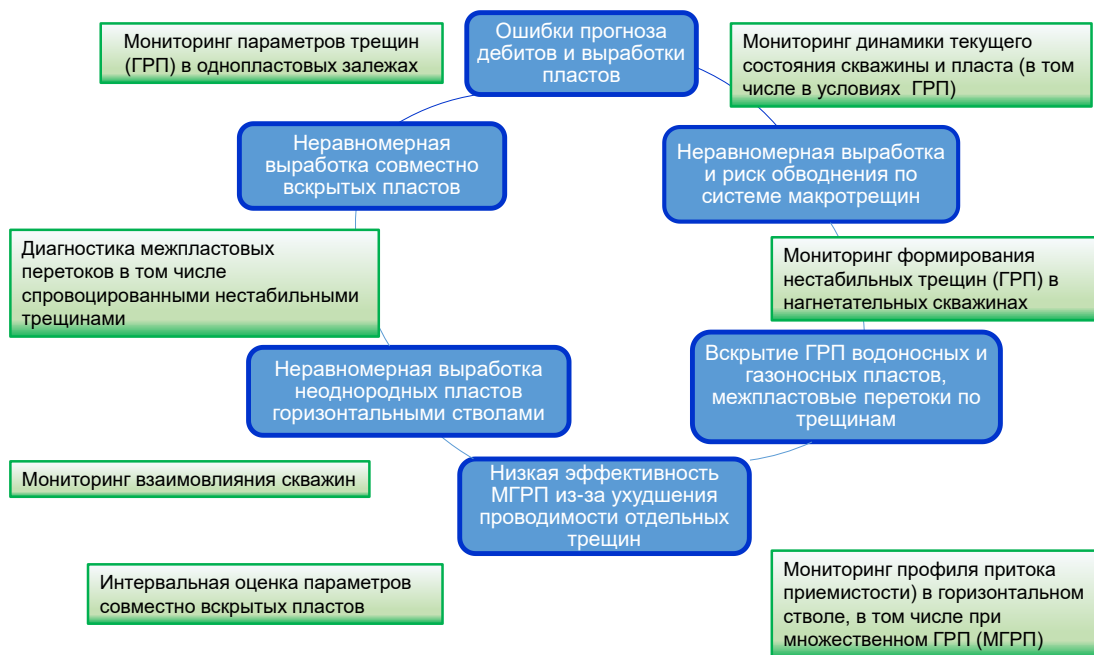 Ошибки прогноза
дебитов и выработки
пластов
Мониторинг параметров трещин
(ГРП) в однопластовых залежах
Мониторинг динамики текущего
состояния скважины и пласта (в том
числе в условиях ГРП)
Неравномерная
выработка совместно
вскрытых пластов
Неравномерная выработка
и риск обводнения по
системе макротрещин
Диагностика межпластовых
перетоков в том числе
спровоцированными нестабильными
трещинами
Мониторинг формирования
нестабильных трещин (ГРП) в
нагнетательных скважинах
Неравномерная выработка
неоднородных пластов
горизонтальными стволами
Вскрытие ГРП водоносных и
газоносных пластов,
межпластовые перетоки по
трещинам
Мониторинг взаимовлияния скважин
Низкая эффективность
МГРП из-за ухудшения
проводимости отдельных
трещин
Интервальная оценка параметров
совместно вскрытых пластов
Мониторинг профиля притока
приемистости) в горизонтальном
стволе, в том числе при
множественном ГРП (МГРП)